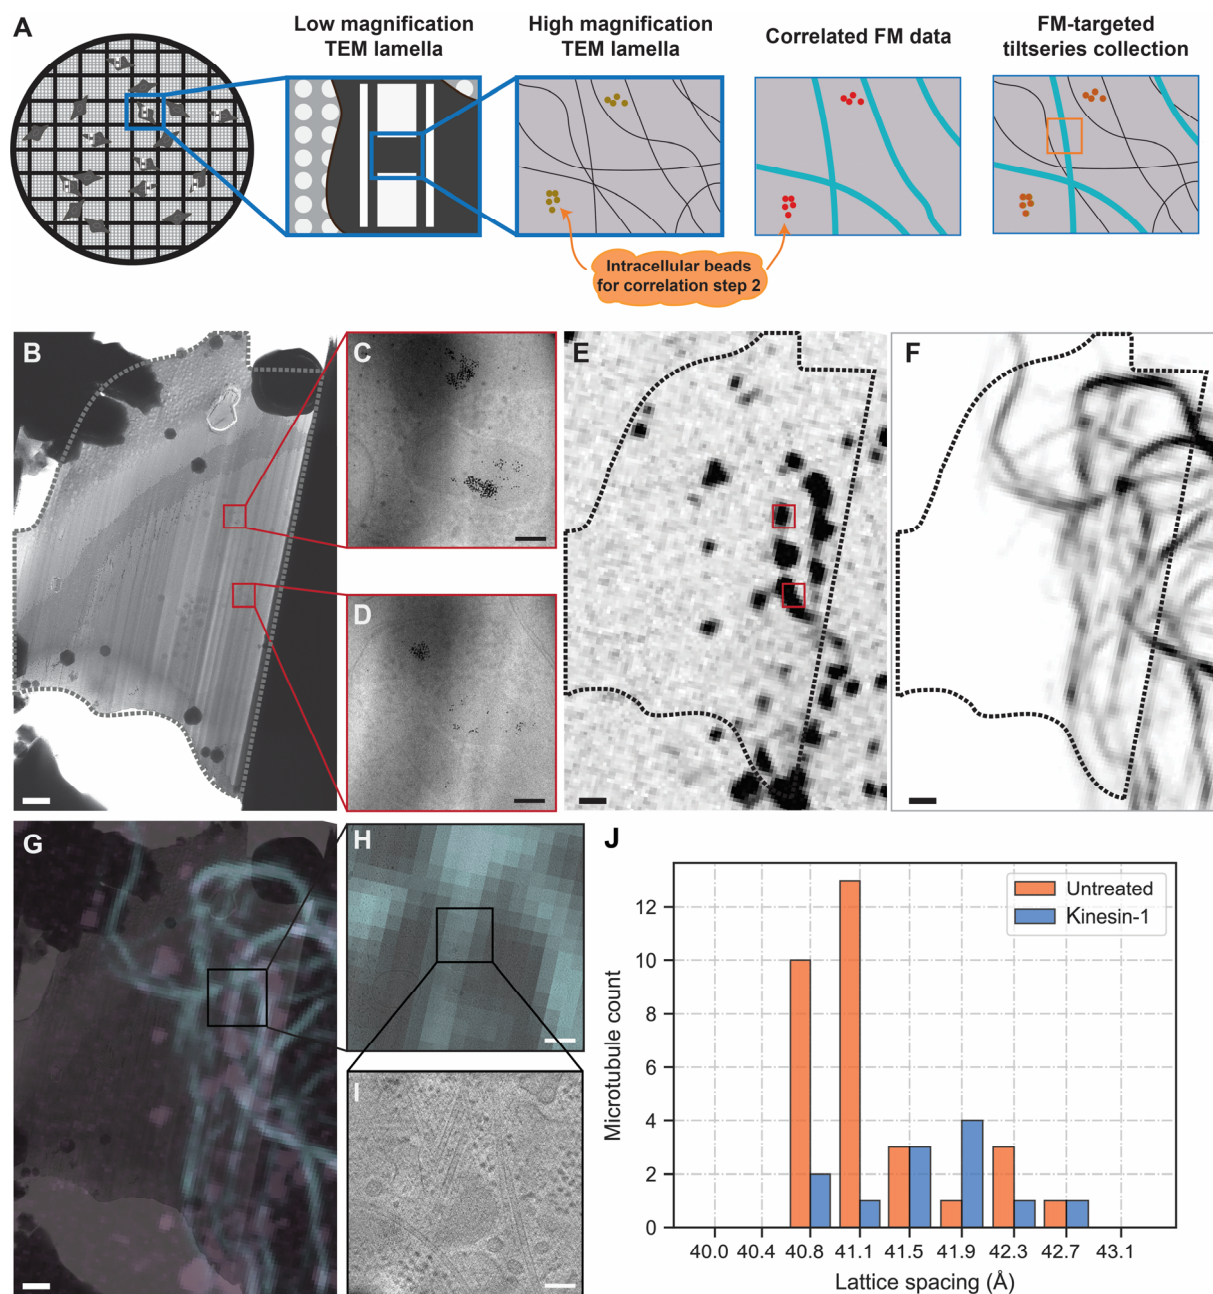 A
Low magnification
TEM lamella
High magnification
TEM lamella
Correlated FM data
FM-targeted
tiltseries collection
Intracellular beads
for correlation step 2
B
C
D
E
F
G
H
I
J
Untreated
Kinesin-1
Microtubule count
12
10
8
6
4
2
0
40.0 40.4 40.8 41.1 41.5 41.9 42.3 42.7 43.1
Lattice spacing (Å)